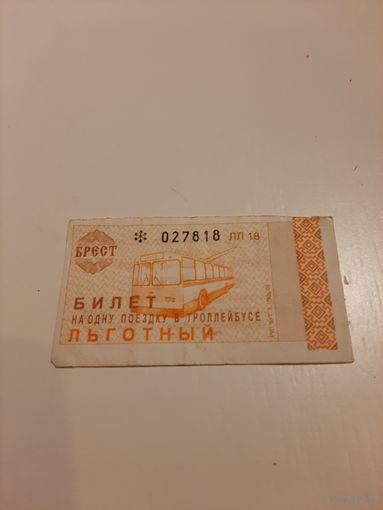 БРЕСТ
* 027818 ЛЛ 18
БИЛЕТ
НА ОДНУ ПОЕЗДКУ В ТРОЛЛЕЙБУСЕ
ЛЬГОТНЫЙ